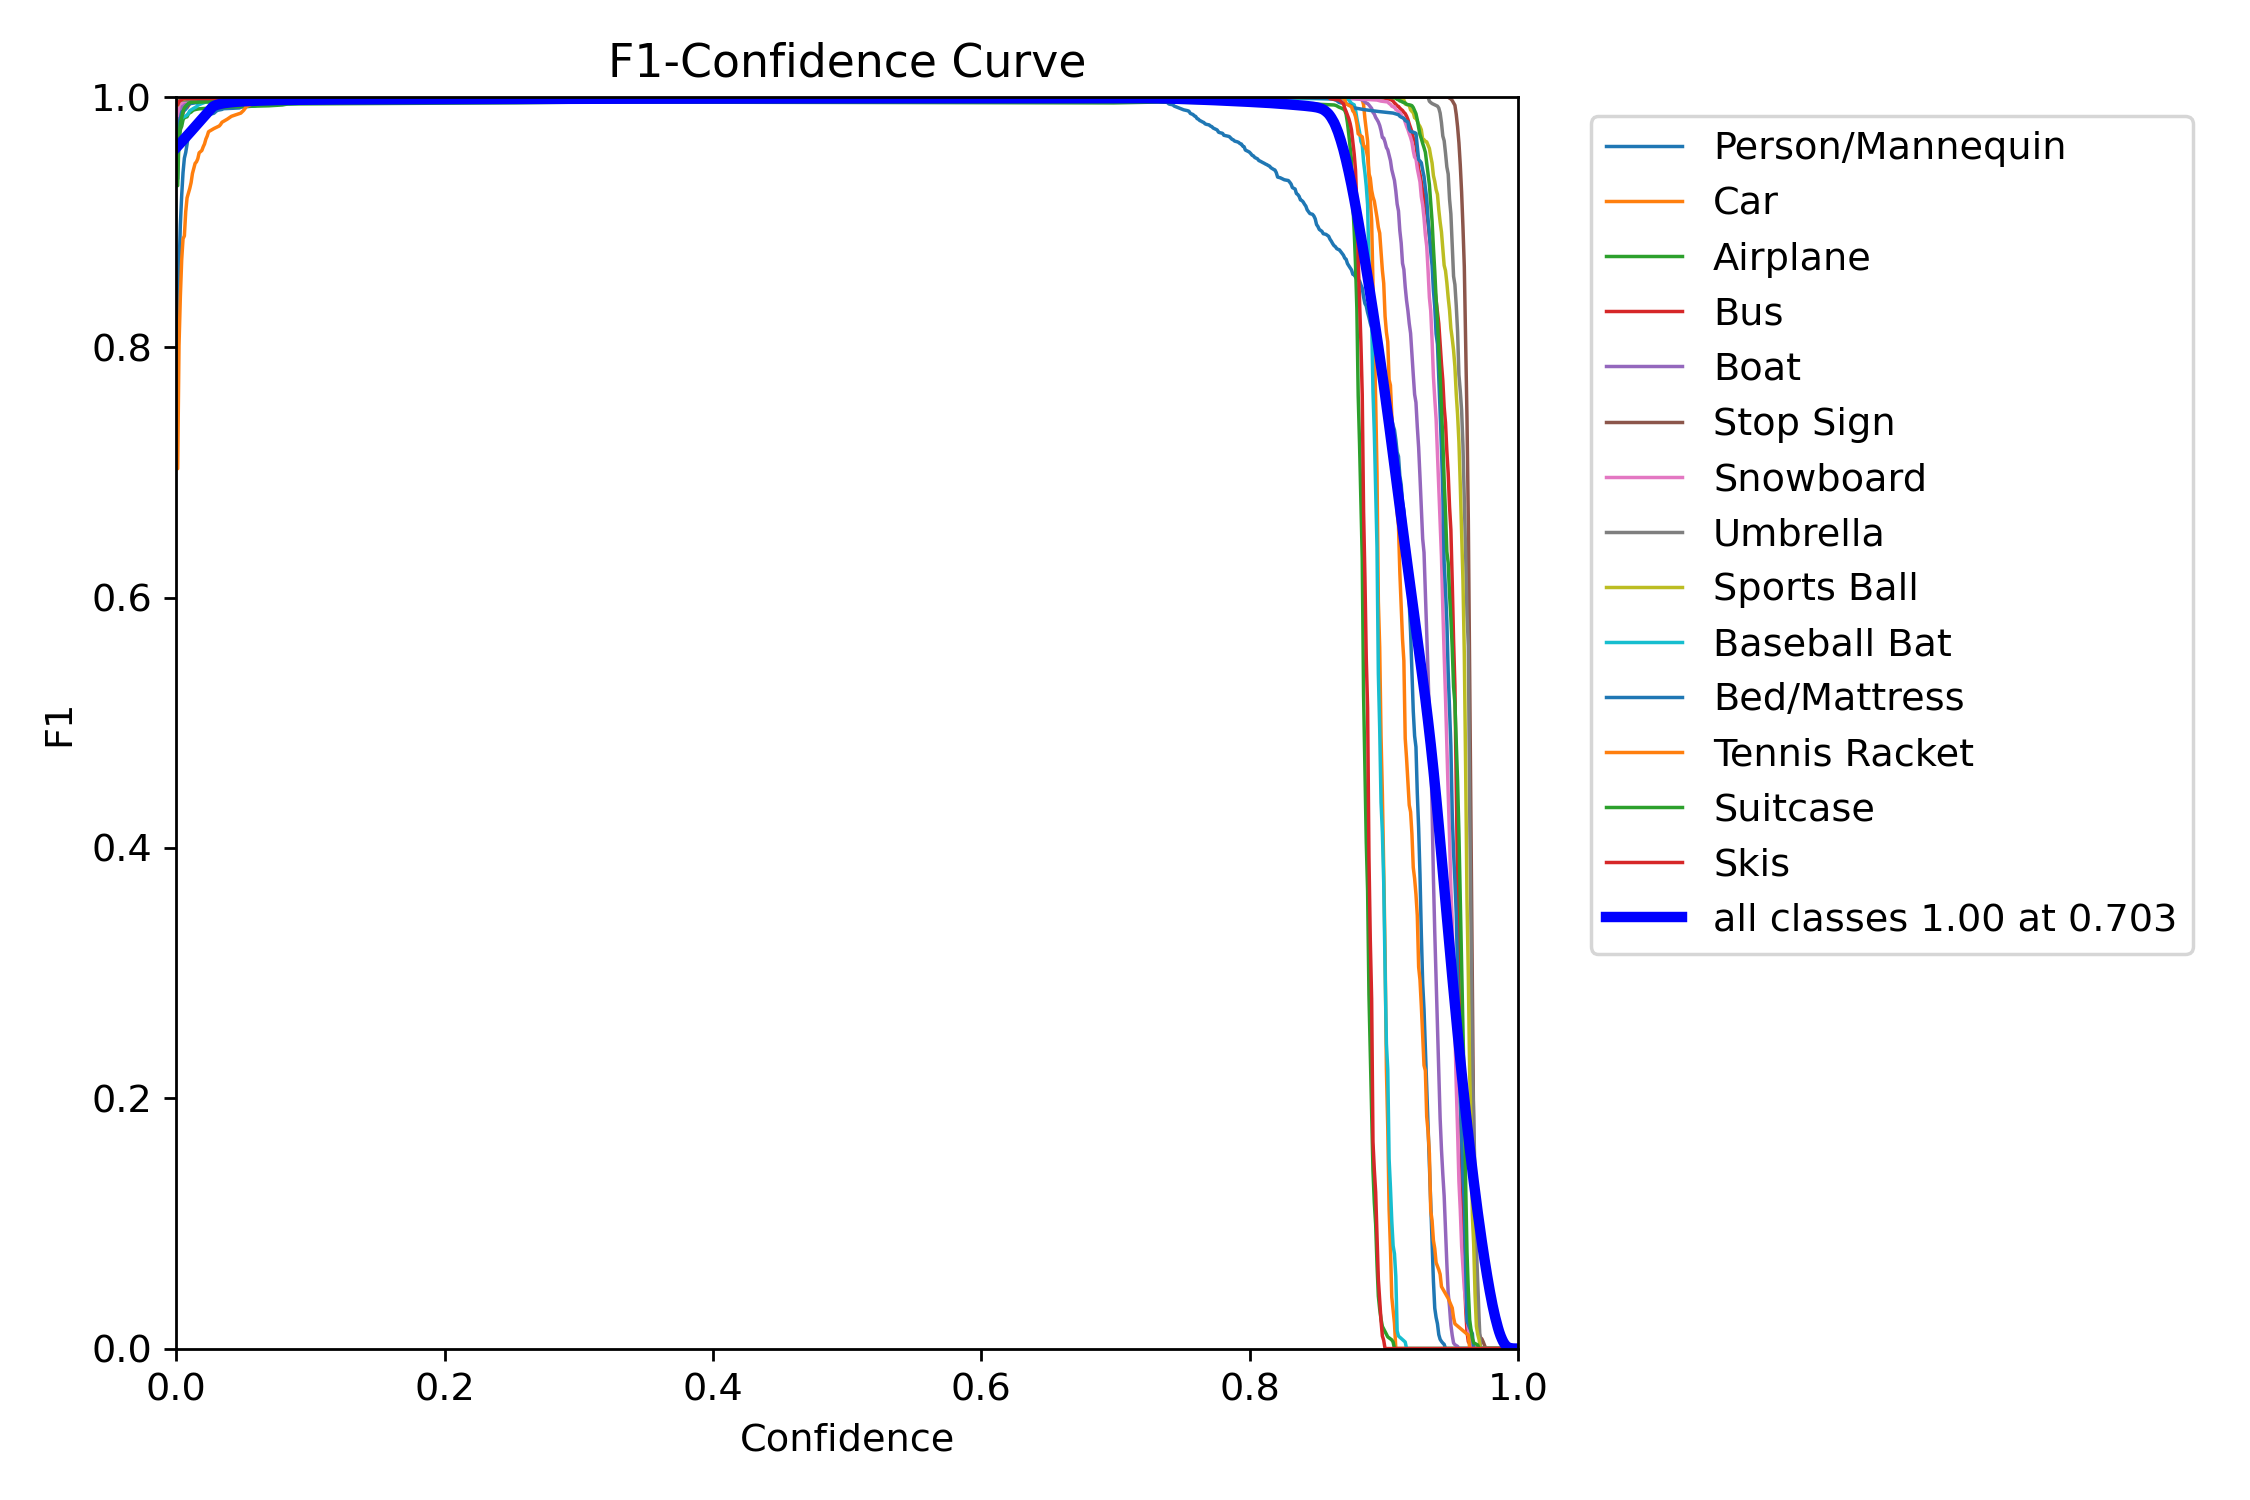 F1-Confidence Curve
1.0
0.8
0.6
0.4
0.2
0.0
F1
0.0 0.2 0.4 0.6 0.8 1.0
Confidence
Person/Mannequin
Car
Airplane
Bus
Boat
Stop Sign
Snowboard
Umbrella
Sports Ball
Baseball Bat
Bed/Mattress
Tennis Racket
Suitcase
Skis
all classes 1.00 at 0.703